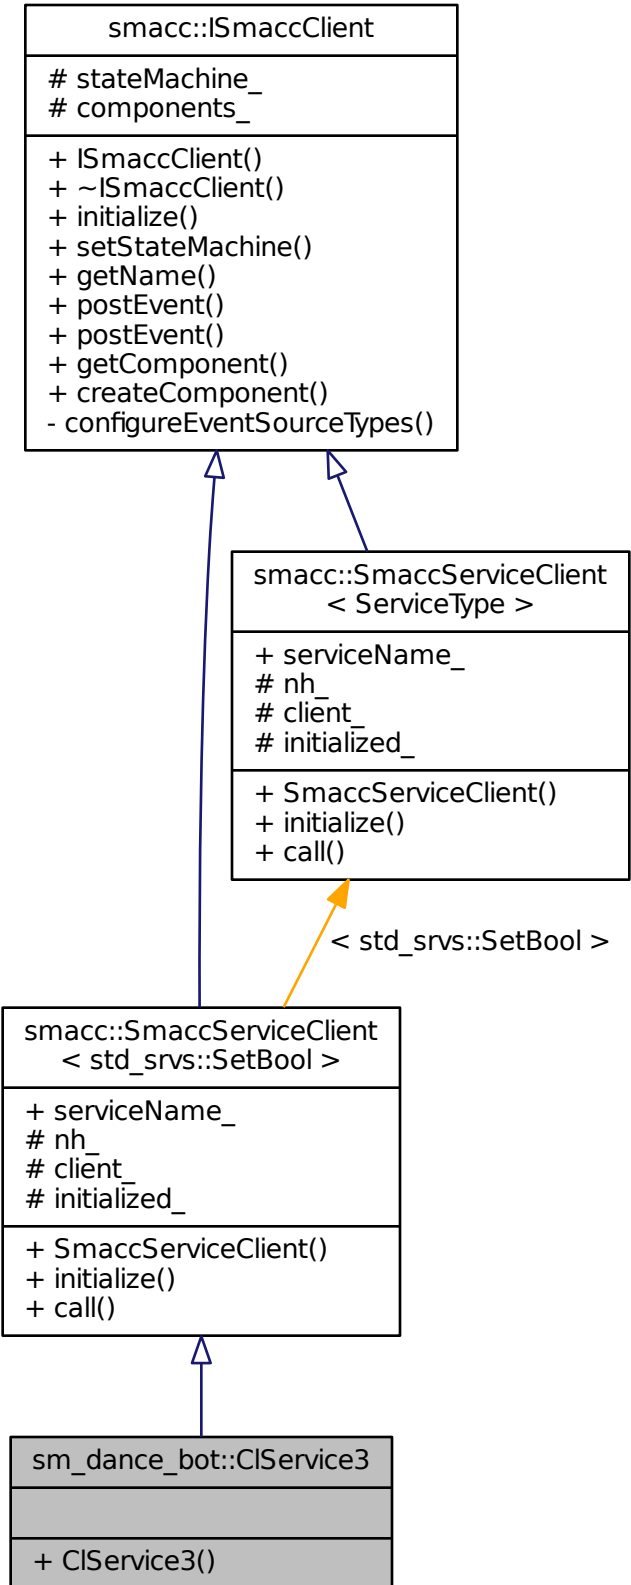 smacc::ISmaccClient
# stateMachine_
# components_
+ ISmaccClient()
+ ~ISmaccClient()
+ initialize()
+ setStateMachine()
+ getName()
+ postEvent()
+ postEvent()
+ getComponent()
+ createComponent()
- configureEventSourceTypes()
smacc::SmaccServiceClient
< ServiceType >
+ serviceName_
# nh_
# client_
# initialized_
+ SmaccServiceClient()
+ initialize()
+ call()
< std_srvs::SetBool >
smacc::SmaccServiceClient
< std_srvs::SetBool >
+ serviceName_
# nh_
# client_
# initialized_
+ SmaccServiceClient()
+ initialize()
+ call()
sm_dance_bot::ClService3
+ ClService3()